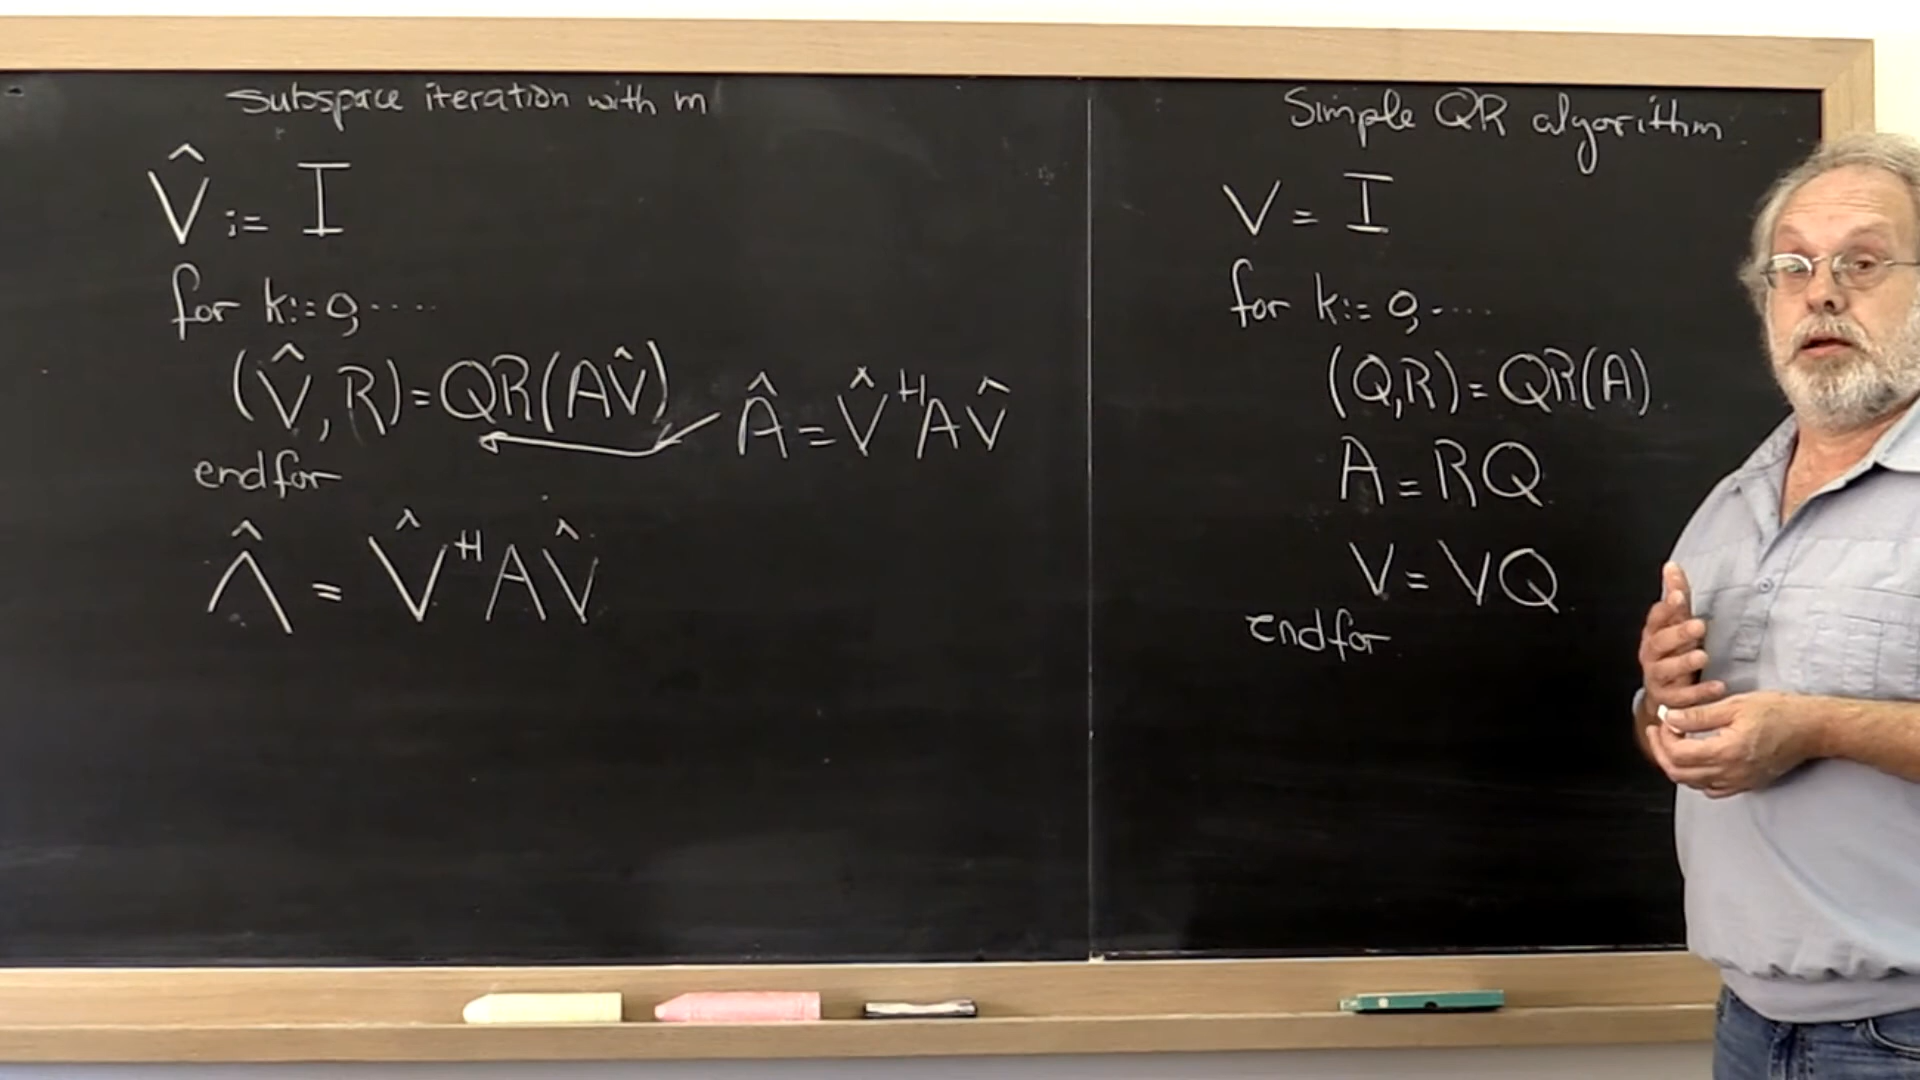 Subspace iteration with m
V̂ := I
for k:=0,....
(V̂, R) = QR(AV̂)
Â = V̂ᴴAV̂
endfor
Λ̂ = V̂ᴴAV̂
Simple QR algorithm
V = I
for k:= 0,....
(Q,R) = QR(A)
A = RQ
V = VQ
endfor